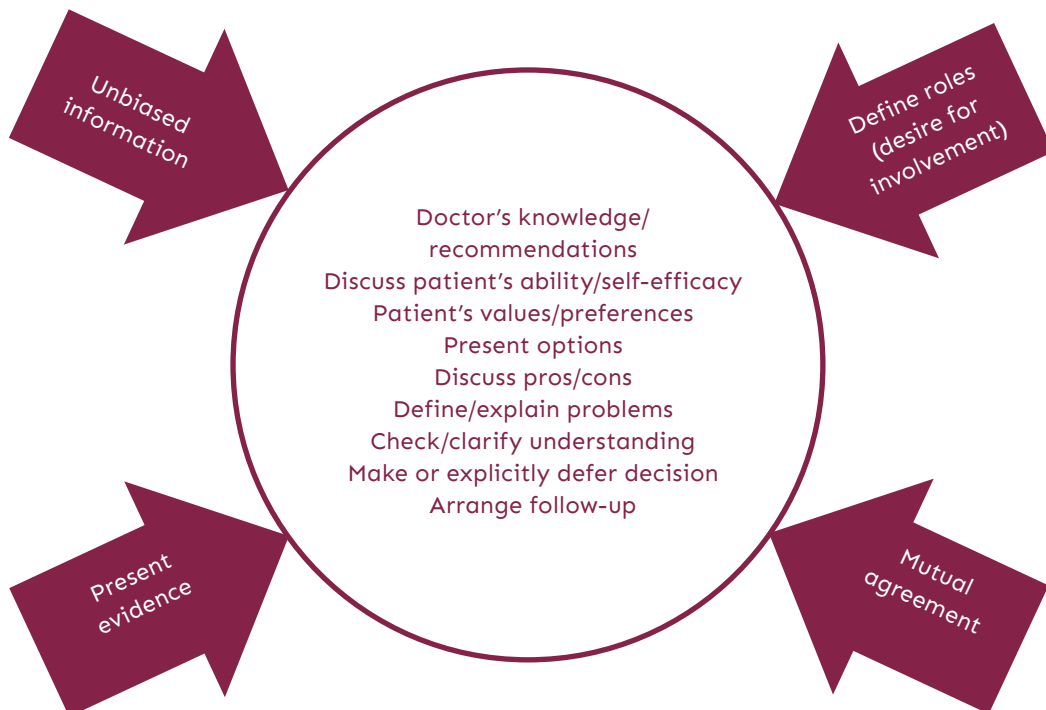 Unbiased
information
Define roles
(desire for
involvement)
Doctor’s knowledge/
recommendations
Discuss patient’s ability/self-efficacy
Patient’s values/preferences
Present options
Discuss pros/cons
Define/explain problems
Check/clarify understanding
Make or explicitly defer decision
Arrange follow-up
Present
evidence
Mutual
agreement